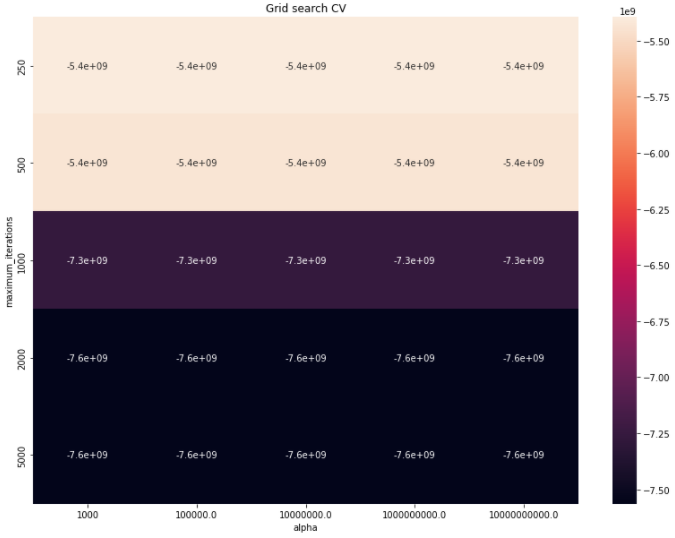 Grid search CV
1e9
250
-5.4e+09 -5.4e+09 -5.4e+09 -5.4e+09 -5.4e+09
500
-5.4e+09 -5.4e+09 -5.4e+09 -5.4e+09 -5.4e+09
maximum_iterations
1000
-7.3e+09 -7.3e+09 -7.3e+09 -7.3e+09 -7.3e+09
2000
-7.6e+09 -7.6e+09 -7.6e+09 -7.6e+09 -7.6e+09
5000
-7.6e+09 -7.6e+09 -7.6e+09 -7.6e+09 -7.6e+09
1000 100000.0 10000000.0 1000000000.0 10000000000.0
alpha
−5.50
−5.75
−6.00
−6.25
−6.50
−6.75
−7.00
−7.25
−7.50